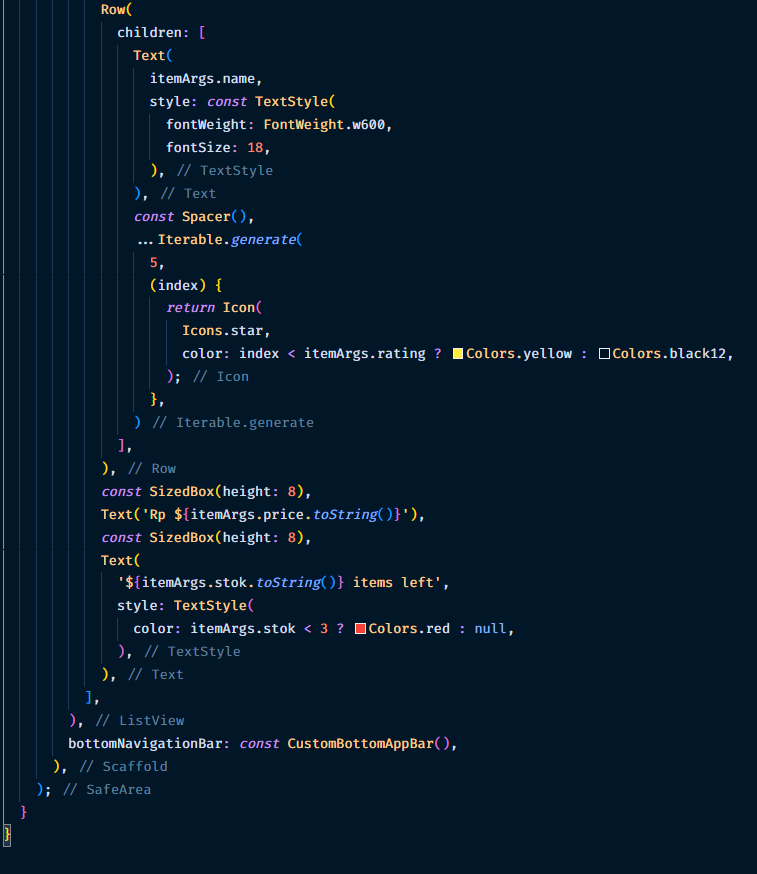 Row(
children: [
Text(
itemArgs.name,
style: const TextStyle(
fontWeight: FontWeight.w600,
fontSize: 18,
), // TextStyle
), // Text
const Spacer(),
...Iterable.generate(
5,
(index) {
return Icon(
Icons.star,
color: index < itemArgs.rating ? Colors.yellow : Colors.black12,
); // Icon
},
) // Iterable.generate
],
), // Row
const SizedBox(height: 8),
Text('Rp ${itemArgs.price.toString()}'),
const SizedBox(height: 8),
Text(
'${itemArgs.stok.toString()} items left',
style: TextStyle(
color: itemArgs.stok < 3 ? Colors.red : null,
), // TextStyle
), // Text
],
), // ListView
bottomNavigationBar: const CustomBottomAppBar(),
), // Scaffold
); // SafeArea
}
}